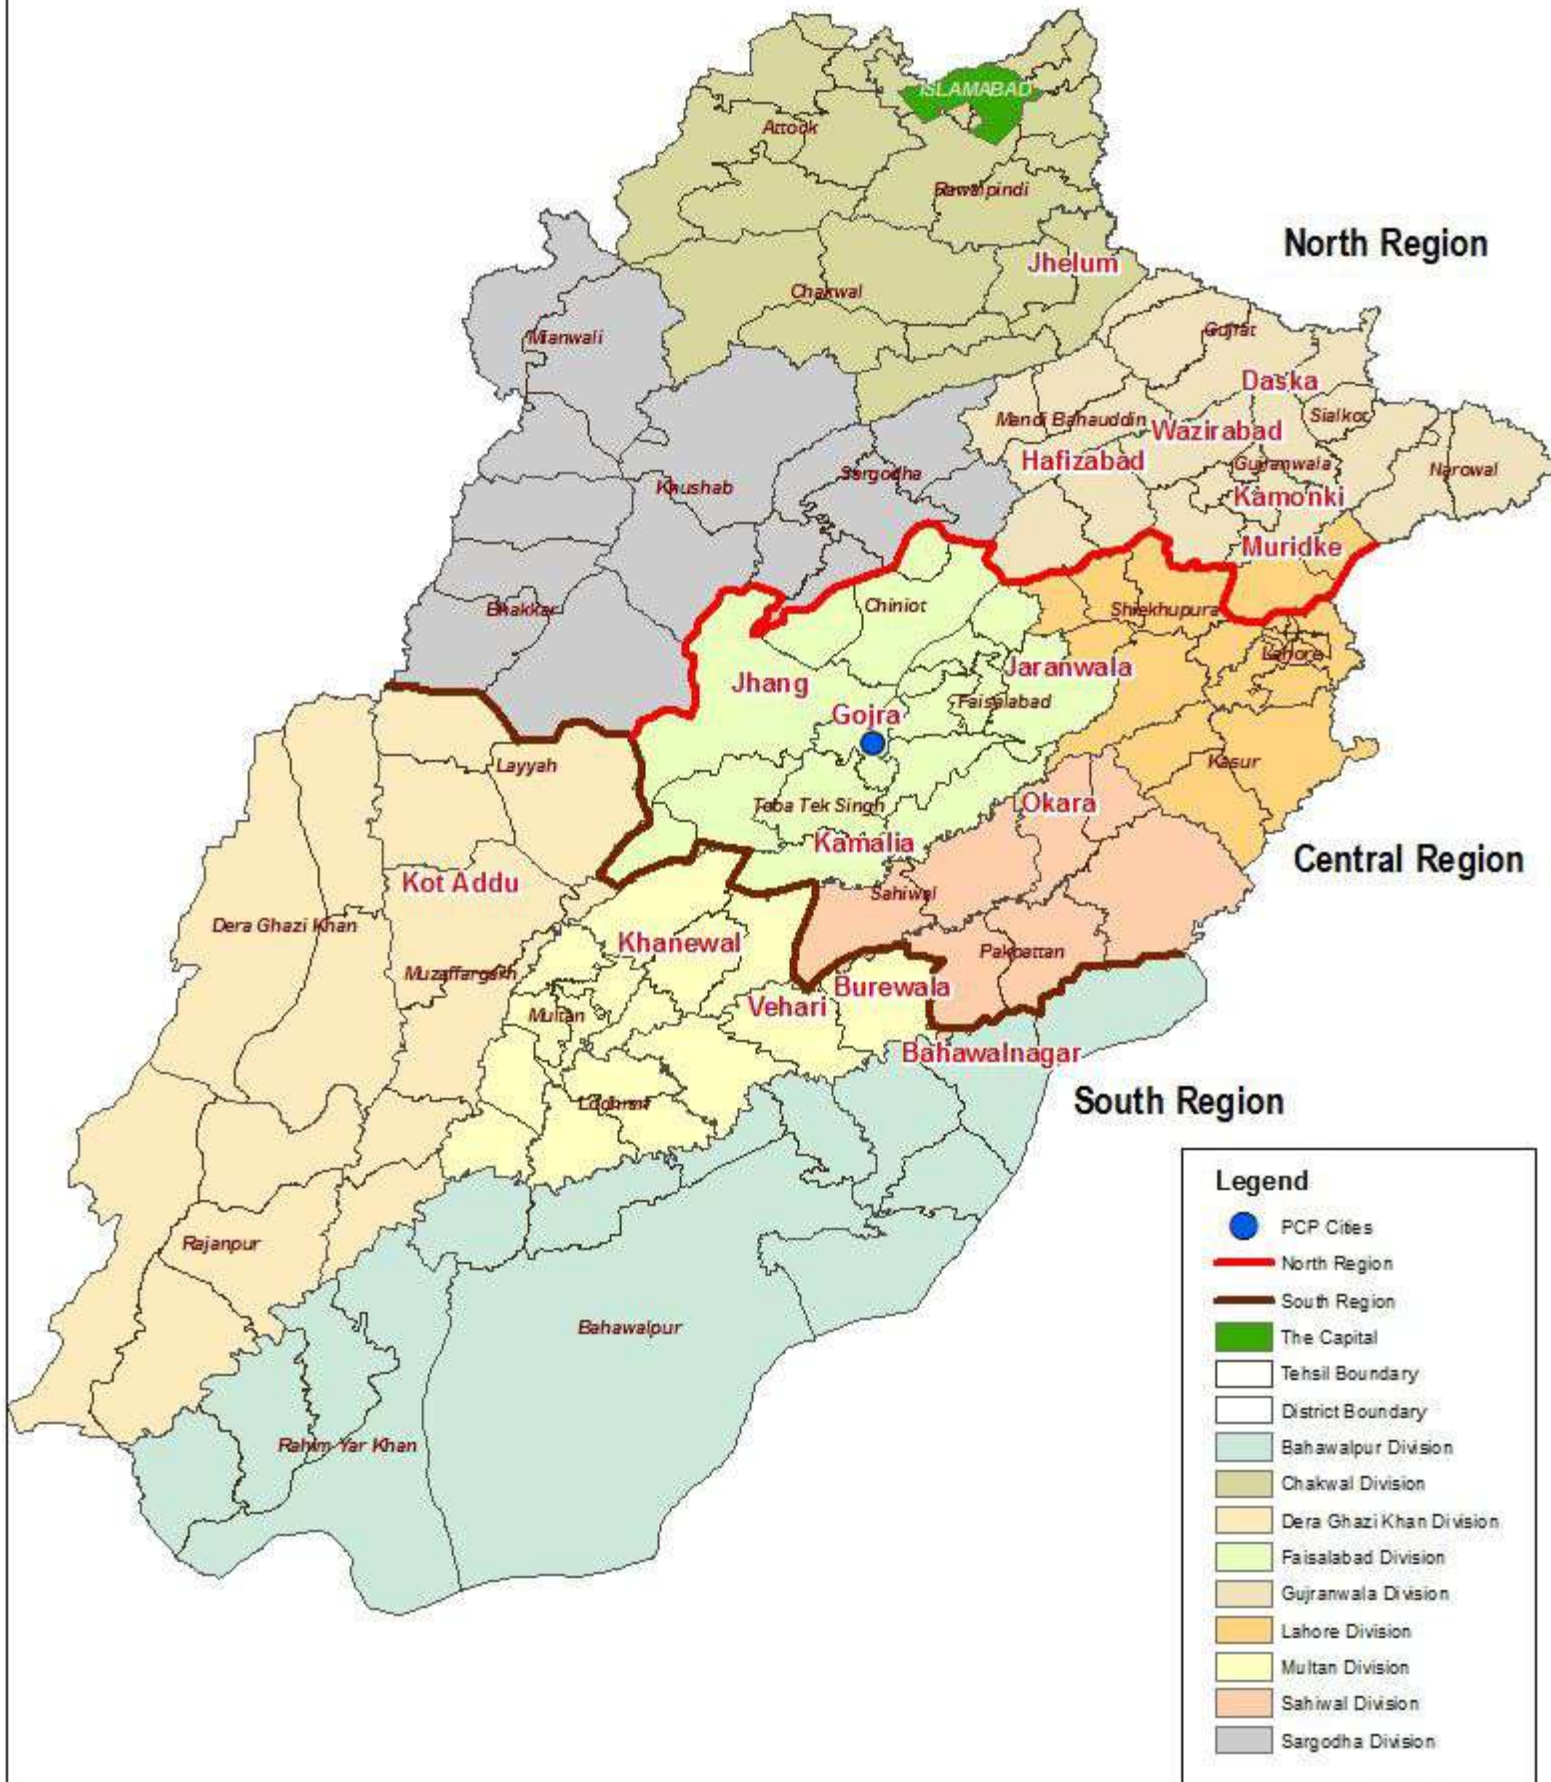 ISLAMABAD
Attock
Rawalpindi
North Region
Jhelum
Chakwal
Mianwali
Gujrat
Daska
Mandi Bahauddin
Wazirabad
Sialkot
Hafizabad
Gujranwala
Narowal
Sargodha
Khushab
Kamonki
Muridke
Bhakkar
Chiniot
Shiekhupura
Lahore
Jaranwala
Jhang
Faisalabad
Gojra
Layyah
Kasur
Toba Tek Singh
Okara
Kamalia
Central Region
Kot Addu
Sahiwal
Dera Ghazi Khan
Khanewal
Pakpattan
Muzaffargarh
Burewala
Vehari
Multan
Bahawalnagar
South Region
Lodhran
Rajanpur
Bahawalpur
Rahim Yar Khan
Legend
PCP Cities
North Region
South Region
The Capital
Tehsil Boundary
District Boundary
Bahawalpur Division
Chakwal Division
Dera Ghazi Khan Division
Faisalabad Division
Gujranwala Division
Lahore Division
Multan Division
Sahiwal Division
Sargodha Division